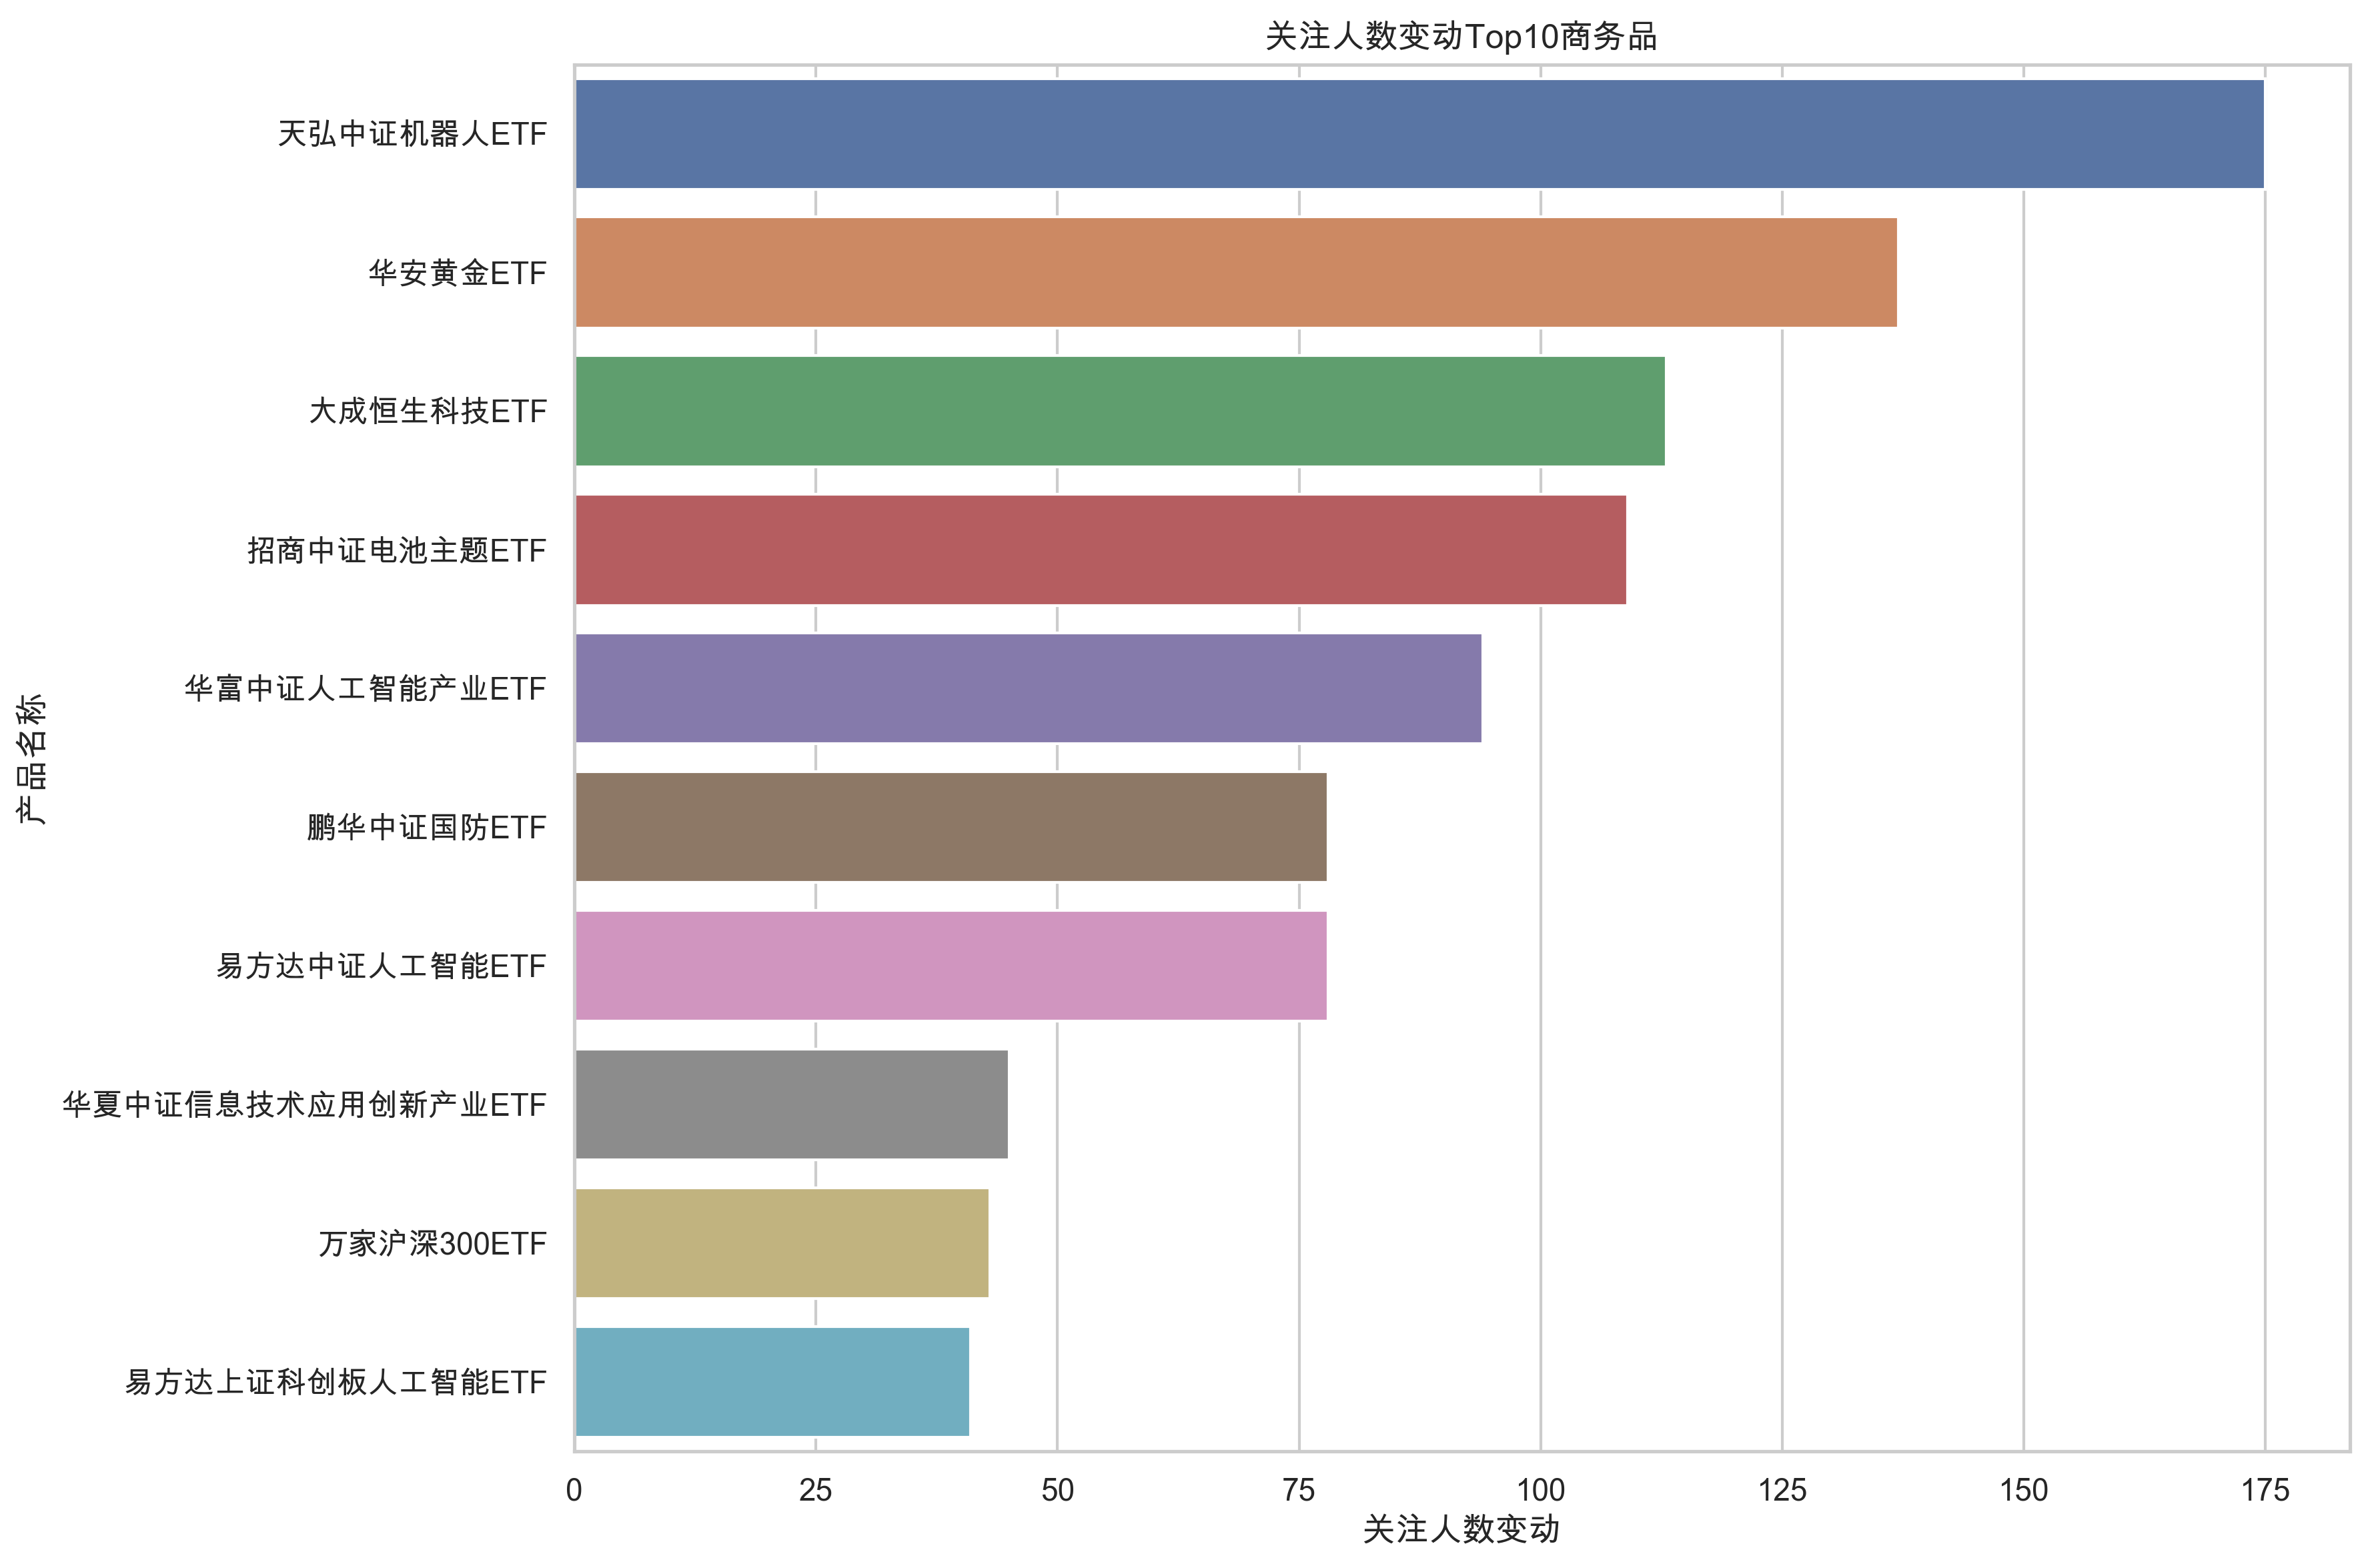 关注人数变动Top10商务品
天弘中证机器人ETF
华安黄金ETF
大成恒生科技ETF
招商中证电池主题ETF
华富中证人工智能产业ETF
鹏华中证国防ETF
易方达中证人工智能ETF
华夏中证信息技术应用创新产业ETF
万家沪深300ETF
易方达上证科创板人工智能ETF
产品名称
0 25 50 75 100 125 150 175
关注人数变动